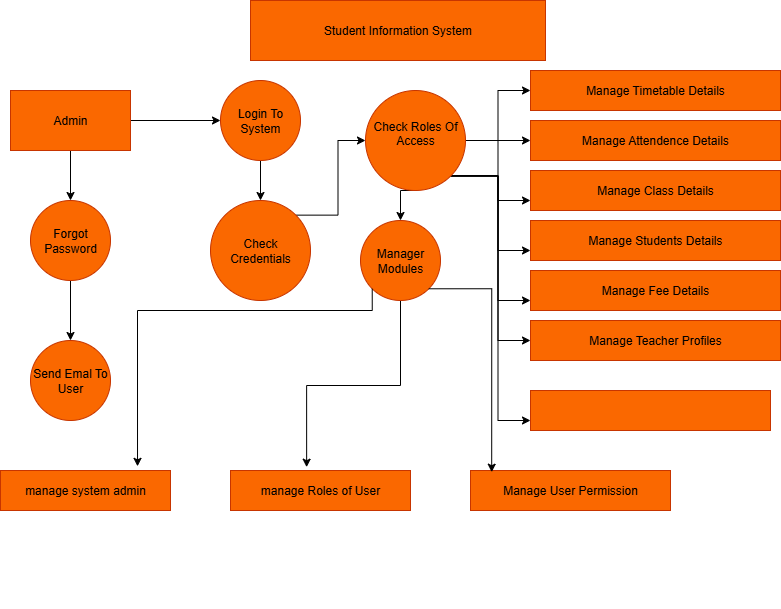 Student Information System
Admin
Login To
System
Check Roles Of
Access
Manage Timetable Details
Manage Attendence Details
Manage Class Details
Forgot
Password
Check
Credentials
Manager
Modules
Manage Students Details
Manage Fee Details
Manage Teacher Profiles
Send Emal To
User
manage system admin
manage Roles of User
Manage User Permission